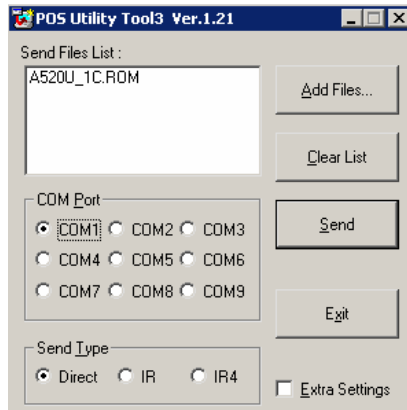 POS Utility Tool3 Ver.1.21
Send Files List :
A520U_1C.ROM
Add Files...
Clear List
COM Port
COM1 COM2 COM3
Send
COM4 COM5 COM6
COM7 COM8 COM9
Exit
Send Type
Direct IR IR4
Extra Settings